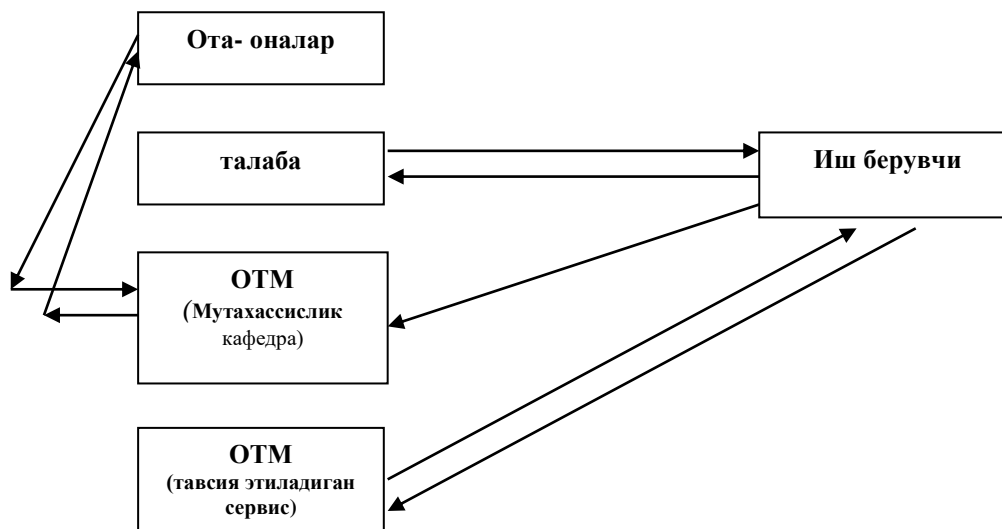 Ота- оналар
талаба
Иш берувчи
ОТМ
(Мутахассислик
кафедра)
ОТМ
(тавсия этиладиган
сервис)